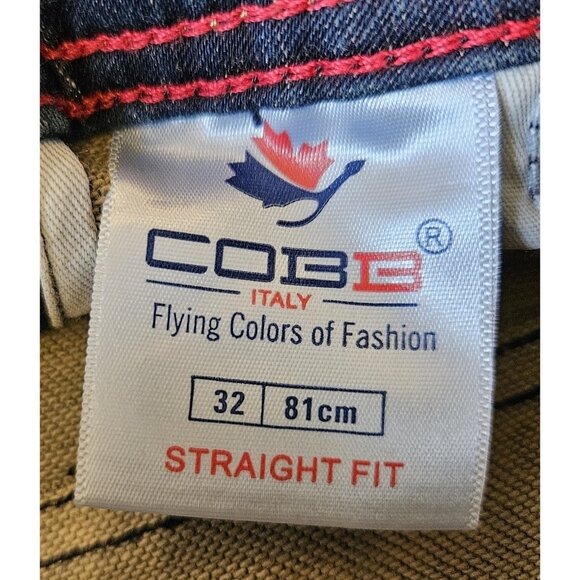 COBB ®
ITALY
Flying Colors of Fashion
32 81cm
STRAIGHT FIT